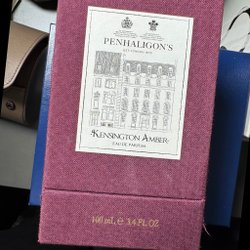 PENHALIGON'S
KENSINGTON AMBER
EAU DE PARFUM
100 mL ℮ 3.4 FL OZ